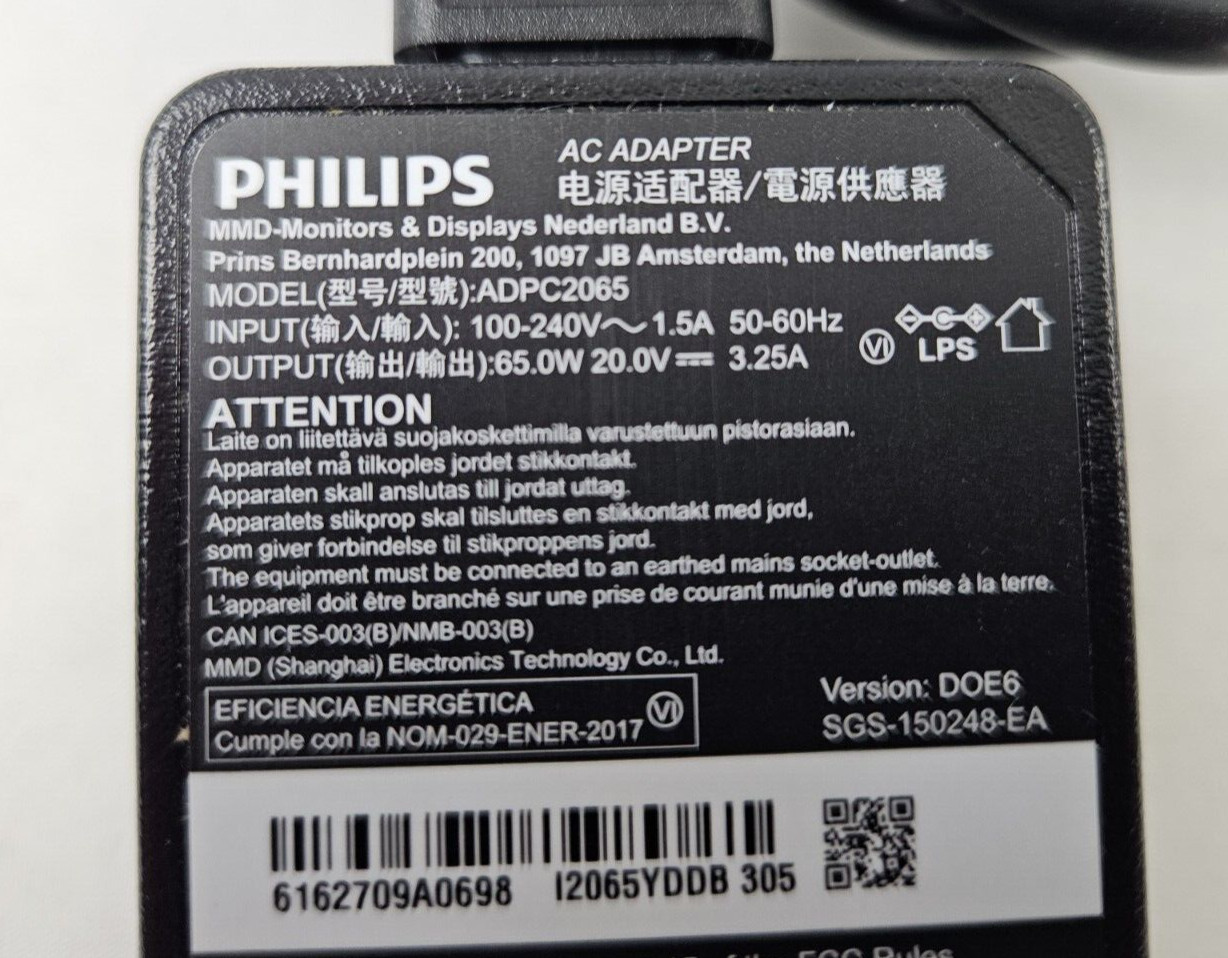 PHILIPS
AC ADAPTER
电源适配器/電源供應器
MMD-Monitors & Displays Nederland B.V.
Prins Bernhardplein 200, 1097 JB Amsterdam, the Netherlands
MODEL(型号/型號):ADPC2065
INPUT(输入/輸入): 100-240V～1.5A 50-60Hz
OUTPUT(输出/輸出):65.0W 20.0V⎓ 3.25A
VI
LPS
ATTENTION
Laite on liitettävä suojakoskettimilla varustettuun pistorasiaan.
Apparatet må tilkoples jordet stikkontakt.
Apparaten skall anslutas till jordat uttag.
Apparatets stikprop skal tilsluttes en stikkontakt med jord,
som giver forbindelse til stikproppens jord.
The equipment must be connected to an earthed mains socket-outlet.
L'appareil doit être branché sur une prise de courant munie d'une mise à la terre.
CAN ICES-003(B)/NMB-003(B)
MMD (Shanghai) Electronics Technology Co., Ltd.
EFICIENCIA ENERGÉTICA
Cumple con la NOM-029-ENER-2017
VI
Version: DOE6
SGS-150248-EA
6162709A0698 I2065YDDB 305
of the FCC Rules